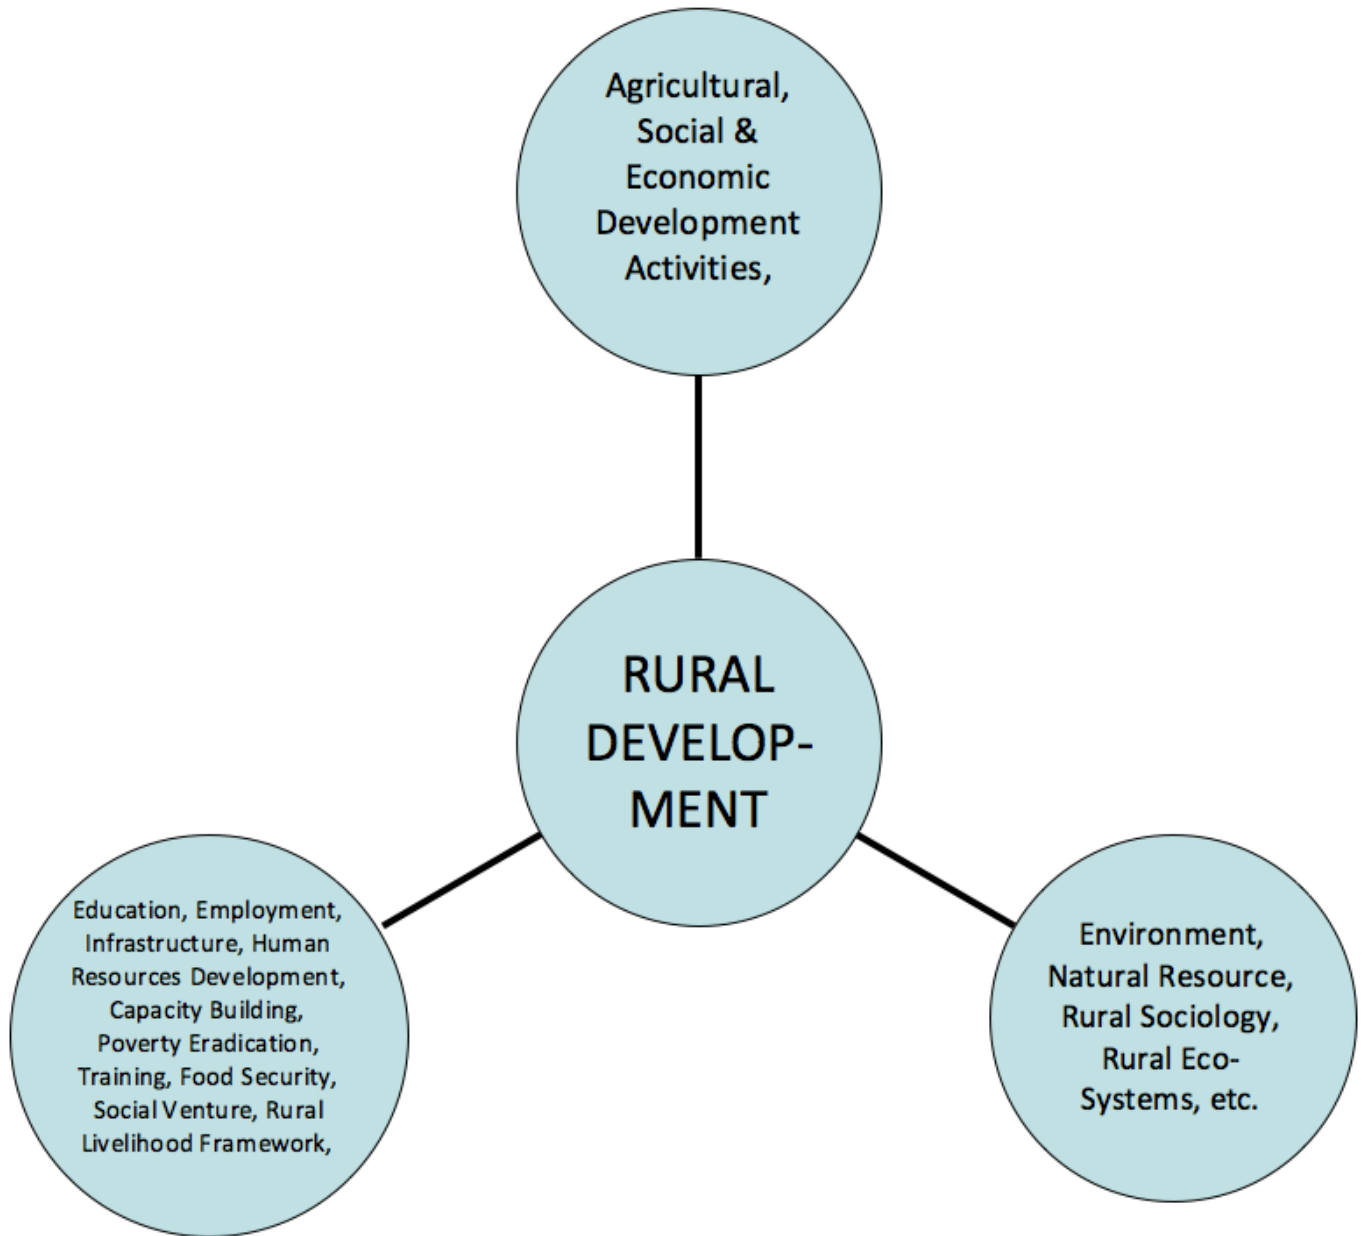 Agricultural,
Social &
Economic
Development
Activities,
RURAL
DEVELOP-
MENT
Education, Employment,
Infrastructure, Human
Resources Development,
Capacity Building,
Poverty Eradication,
Training, Food Security,
Social Venture, Rural
Livelihood Framework,
Environment,
Natural Resource,
Rural Sociology,
Rural Eco-
Systems, etc.